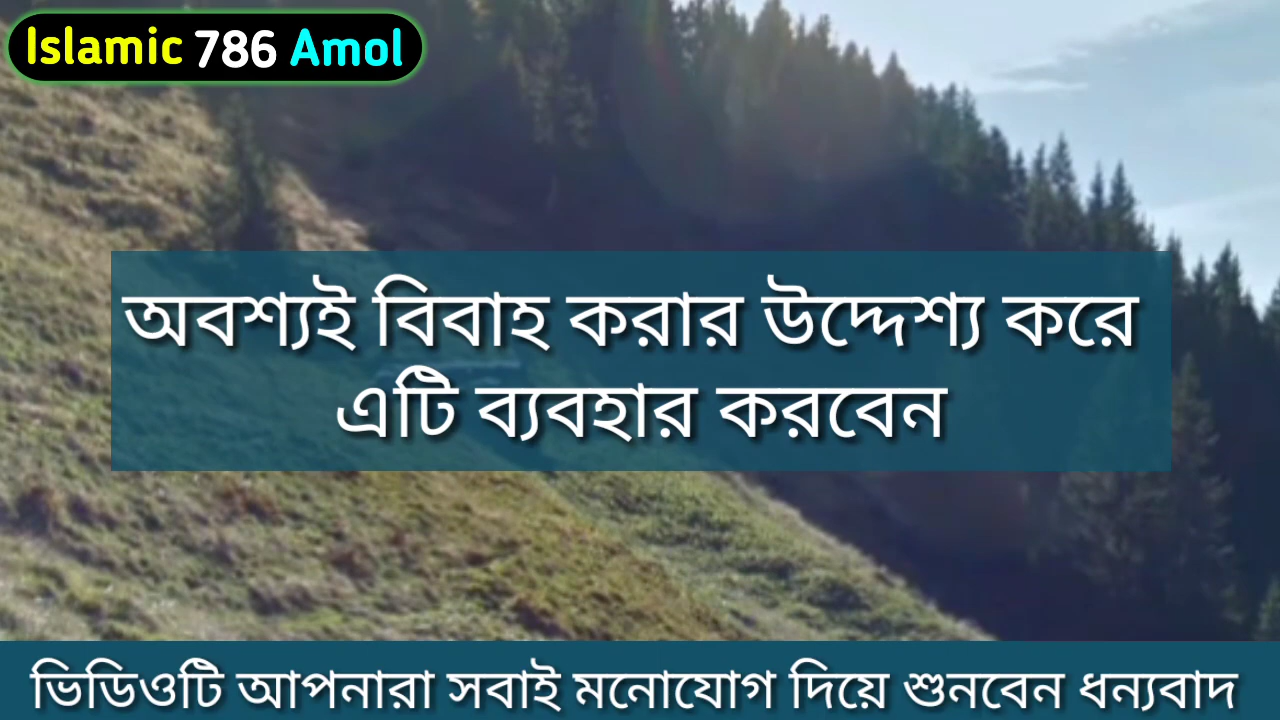 Islamic 786 Amol
অবশ্যই বিবাহ করার উদ্দেশ্য করে
এটি ব্যবহার করবেন
ভিডিওটি আপনারা সবাই মনোযোগ দিয়ে শুনবেন ধন্যবাদ